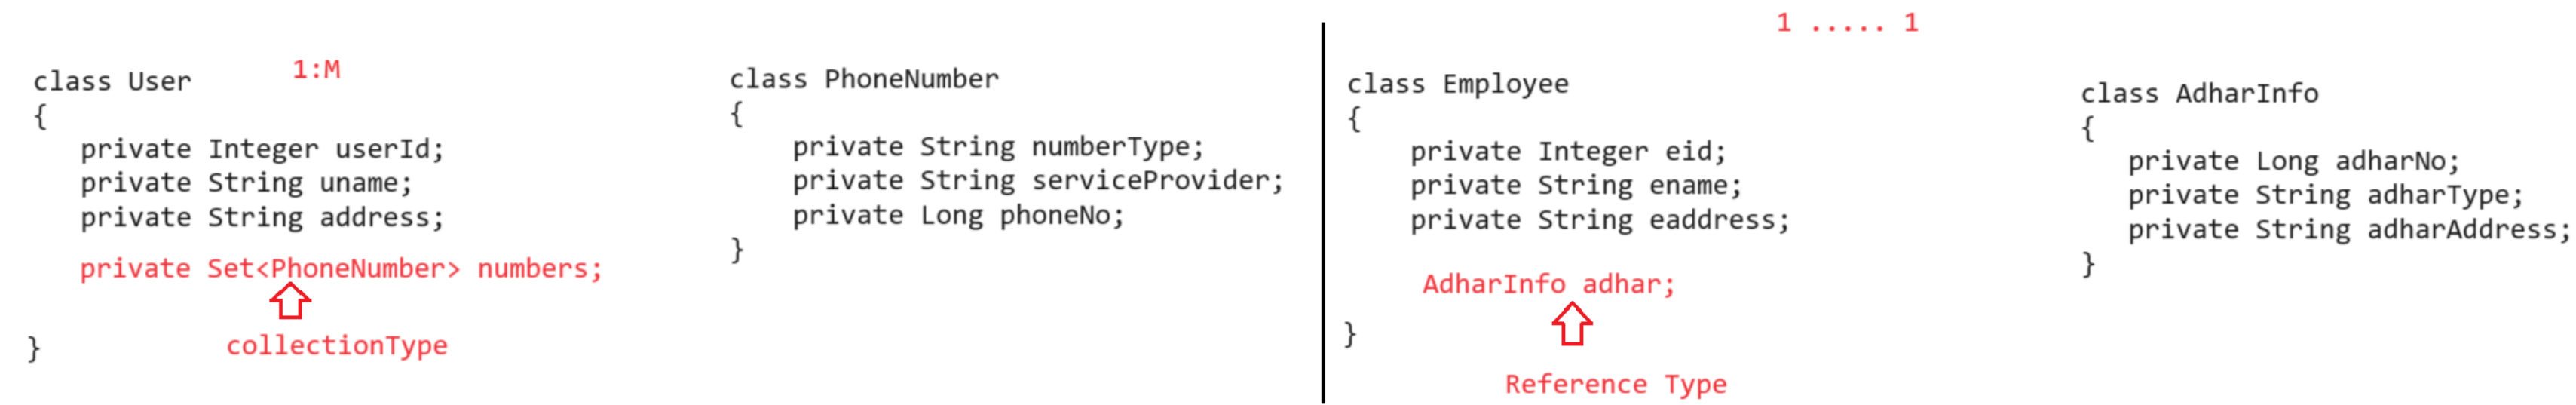 1:M
class User
{
private Integer userId;
private String uname;
private String address;
private Set<PhoneNumber> numbers;
collectionType
}
class PhoneNumber
{
private String numberType;
private String serviceProvider;
private Long phoneNo;
}
1 ..... 1
class Employee
{
private Integer eid;
private String ename;
private String eaddress;
AdharInfo adhar;
}
Reference Type
class AdharInfo
{
private Long adharNo;
private String adharType;
private String adharAddress;
}